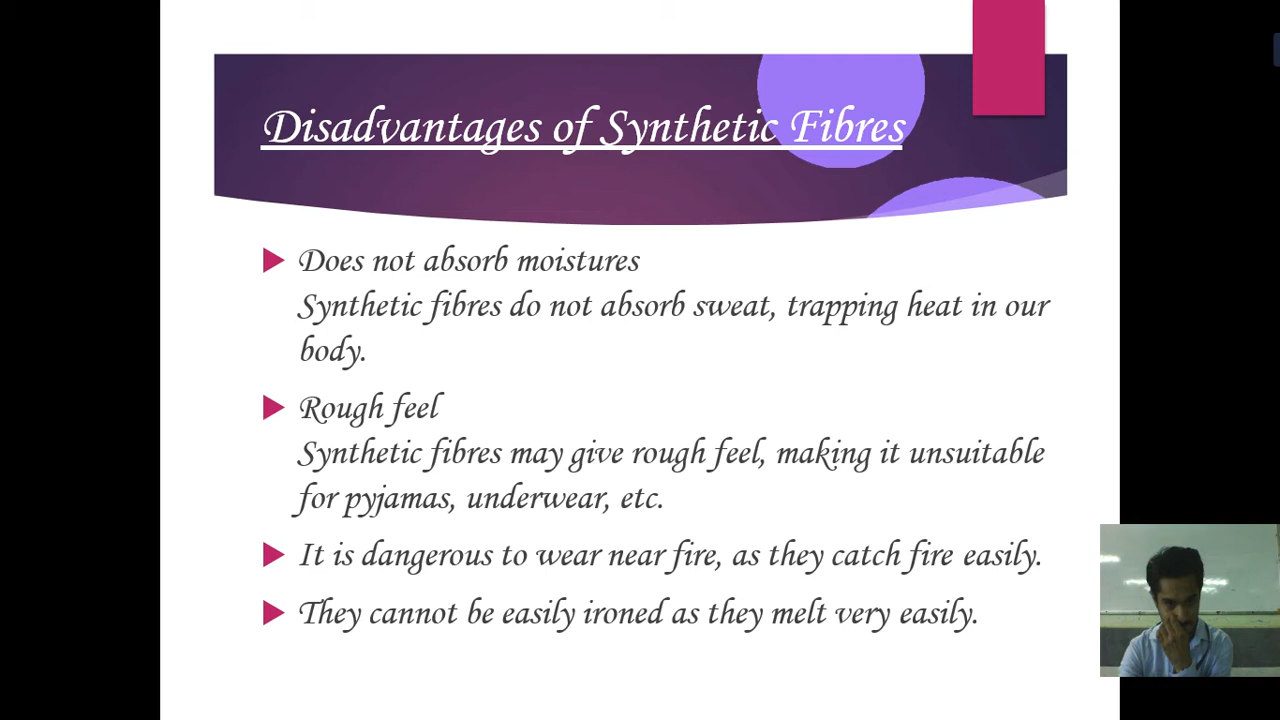 Disadvantages of Synthetic Fibres
Does not absorb moistures
Synthetic fibres do not absorb sweat, trapping heat in our
body.
Rough feel
Synthetic fibres may give rough feel, making it unsuitable
for pyjamas, underwear, etc.
It is dangerous to wear near fire, as they catch fire easily.
They cannot be easily ironed as they melt very easily.